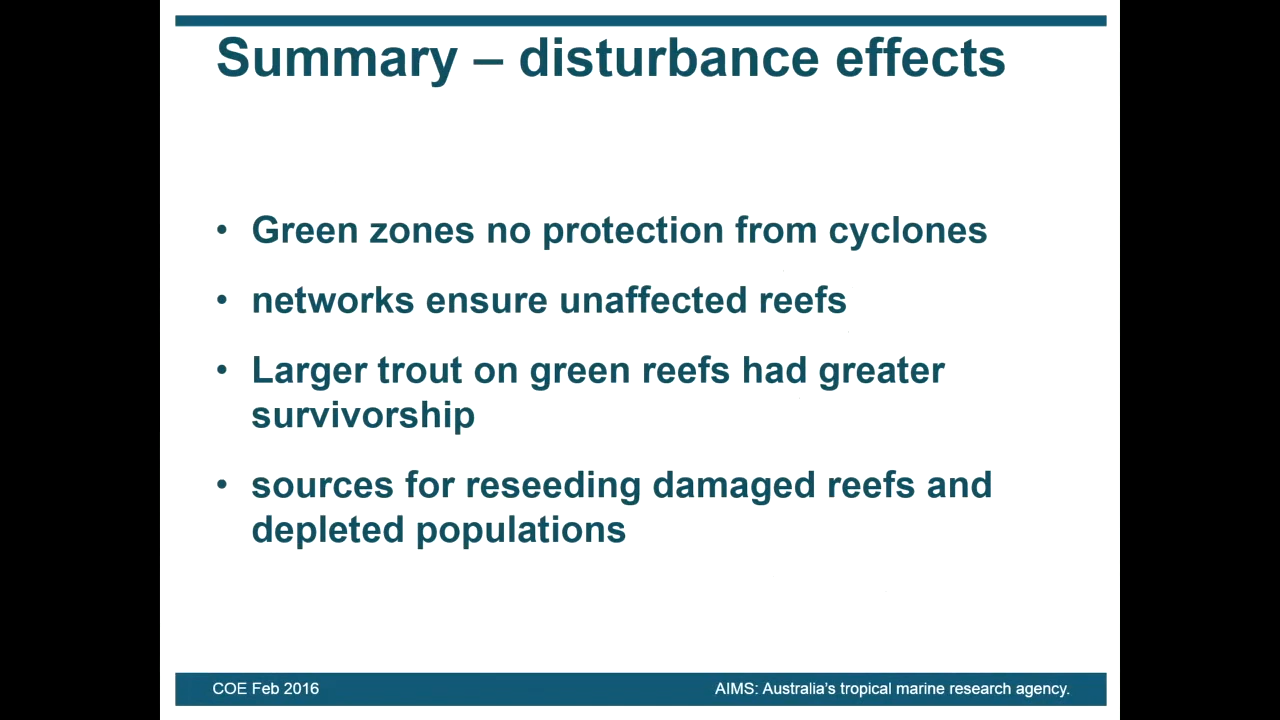 Summary – disturbance effects
• Green zones no protection from cyclones
• networks ensure unaffected reefs
• Larger trout on green reefs had greater
survivorship
• sources for reseeding damaged reefs and
depleted populations
COE Feb 2016
AIMS: Australia's tropical marine research agency.